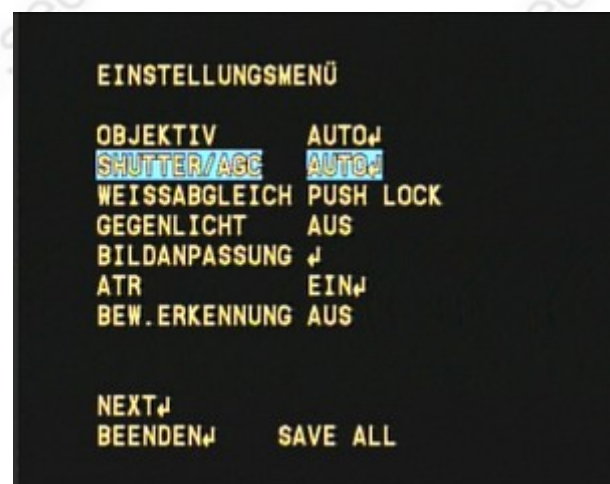 EINSTELLUNGSMENÜ
OBJEKTIV AUTO↵
SHUTTER/AGC AUTO↵
WEISSABGLEICH PUSH LOCK
GEGENLICHT AUS
BILDANPASSUNG ↵
ATR EIN↵
BEW.ERKENNUNG AUS
NEXT↵
BEENDEN↵ SAVE ALL